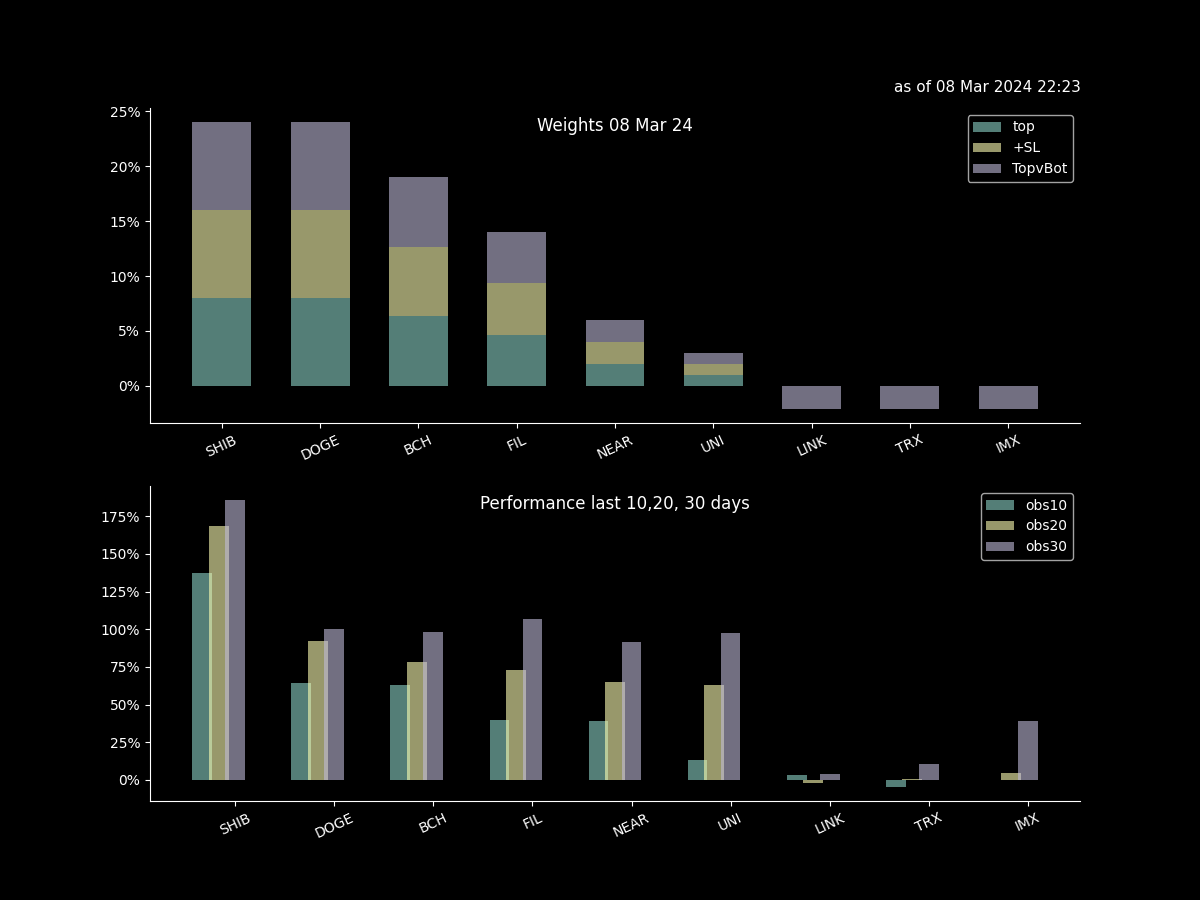 as of 08 Mar 2024 22:23
Weights 08 Mar 24
top
+SL
TopvBot
25%
20%
15%
10%
5%
0%
SHIB DOGE BCH FIL NEAR UNI LINK TRX IMX
Performance last 10,20, 30 days
obs10
obs20
obs30
175%
150%
125%
100%
75%
50%
25%
0%
SHIB DOGE BCH FIL NEAR UNI LINK TRX IMX